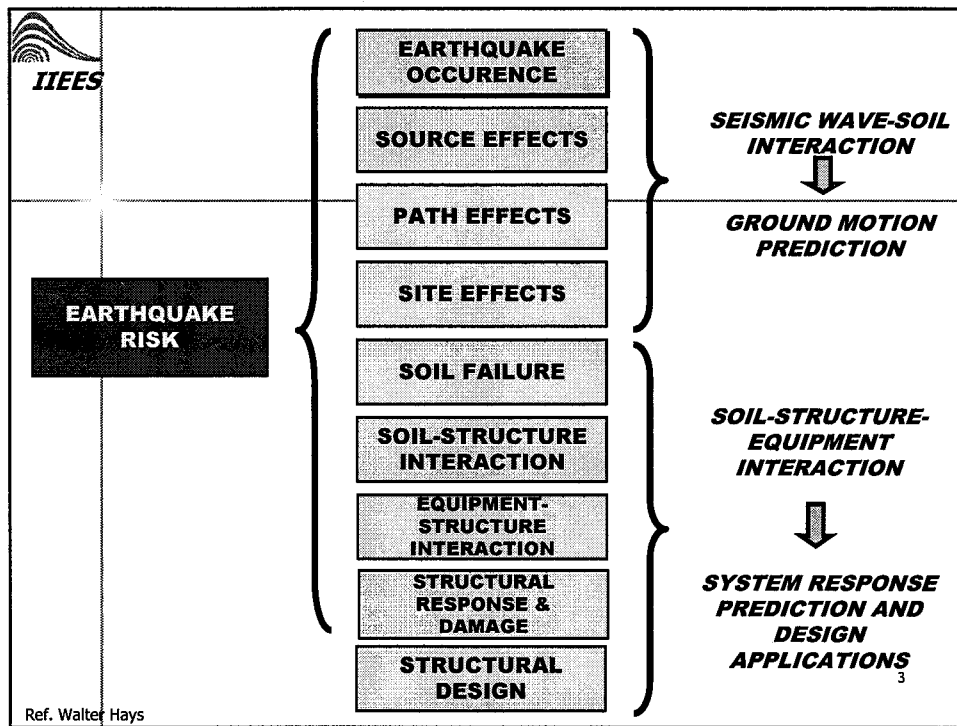 IIEES
EARTHQUAKE
RISK
EARTHQUAKE
OCCURENCE
SOURCE EFFECTS
PATH EFFECTS
SITE EFFECTS
SOIL FAILURE
SOIL-STRUCTURE
INTERACTION
EQUIPMENT-
STRUCTURE
INTERACTION
STRUCTURAL
RESPONSE &
DAMAGE
STRUCTURAL
DESIGN
SEISMIC WAVE-SOIL
INTERACTION
GROUND MOTION
PREDICTION
SOIL-STRUCTURE-
EQUIPMENT
INTERACTION
SYSTEM RESPONSE
PREDICTION AND
DESIGN
APPLICATIONS
3
Ref. Walter Hays